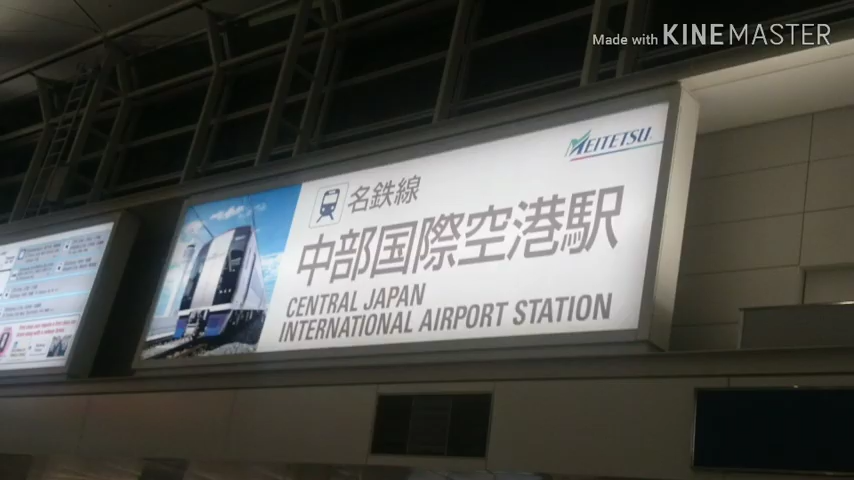 Made with KINEMASTER
MEITETSU
名鉄線
中部国際空港駅
CENTRAL JAPAN
INTERNATIONAL AIRPORT STATION